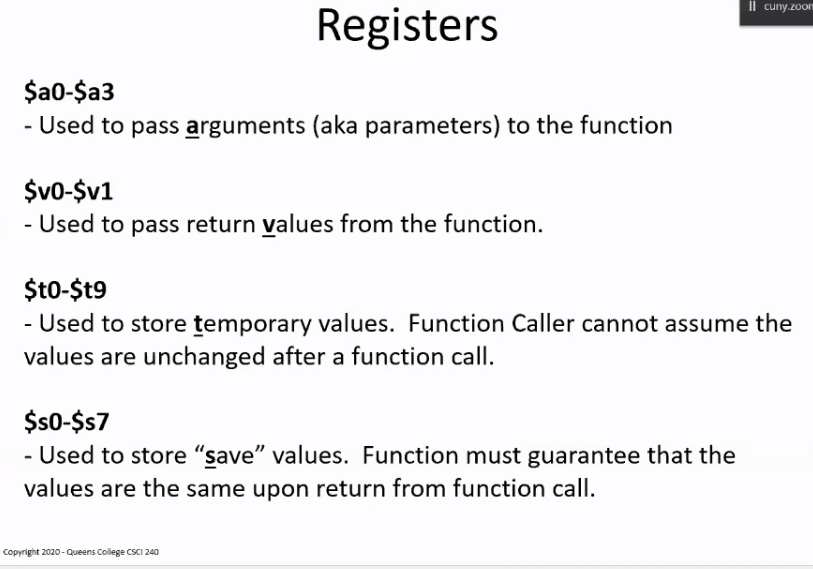 Registers
cuny.zoon
$a0-$a3
- Used to pass arguments (aka parameters) to the function
$v0-$v1
- Used to pass return values from the function.
$t0-$t9
- Used to store temporary values.  Function Caller cannot assume the
values are unchanged after a function call.
$s0-$s7
- Used to store “save” values.  Function must guarantee that the
values are the same upon return from function call.
Copyright 2020 - Queens College CSCI 240